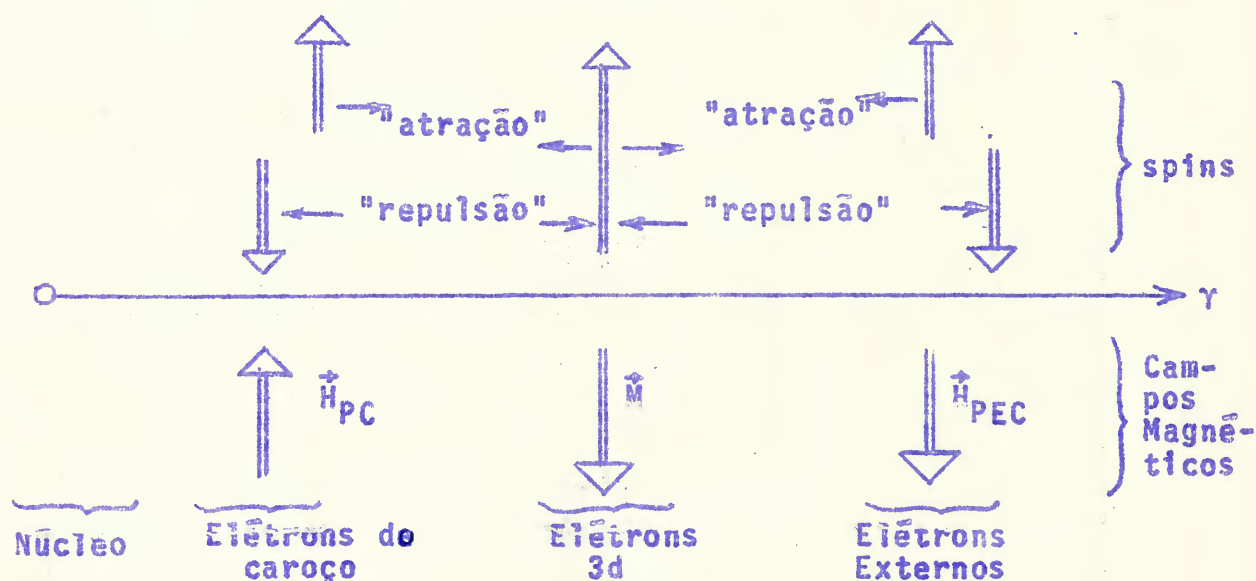 "atração" "atração"
"repulsão" "repulsão"
spins
γ
H⃗PC M⃗ H⃗PEC
Cam-
pos
Magné-
ticos
Núcleo Elétrons do Elétrons Elétrons
caroço 3d Externos